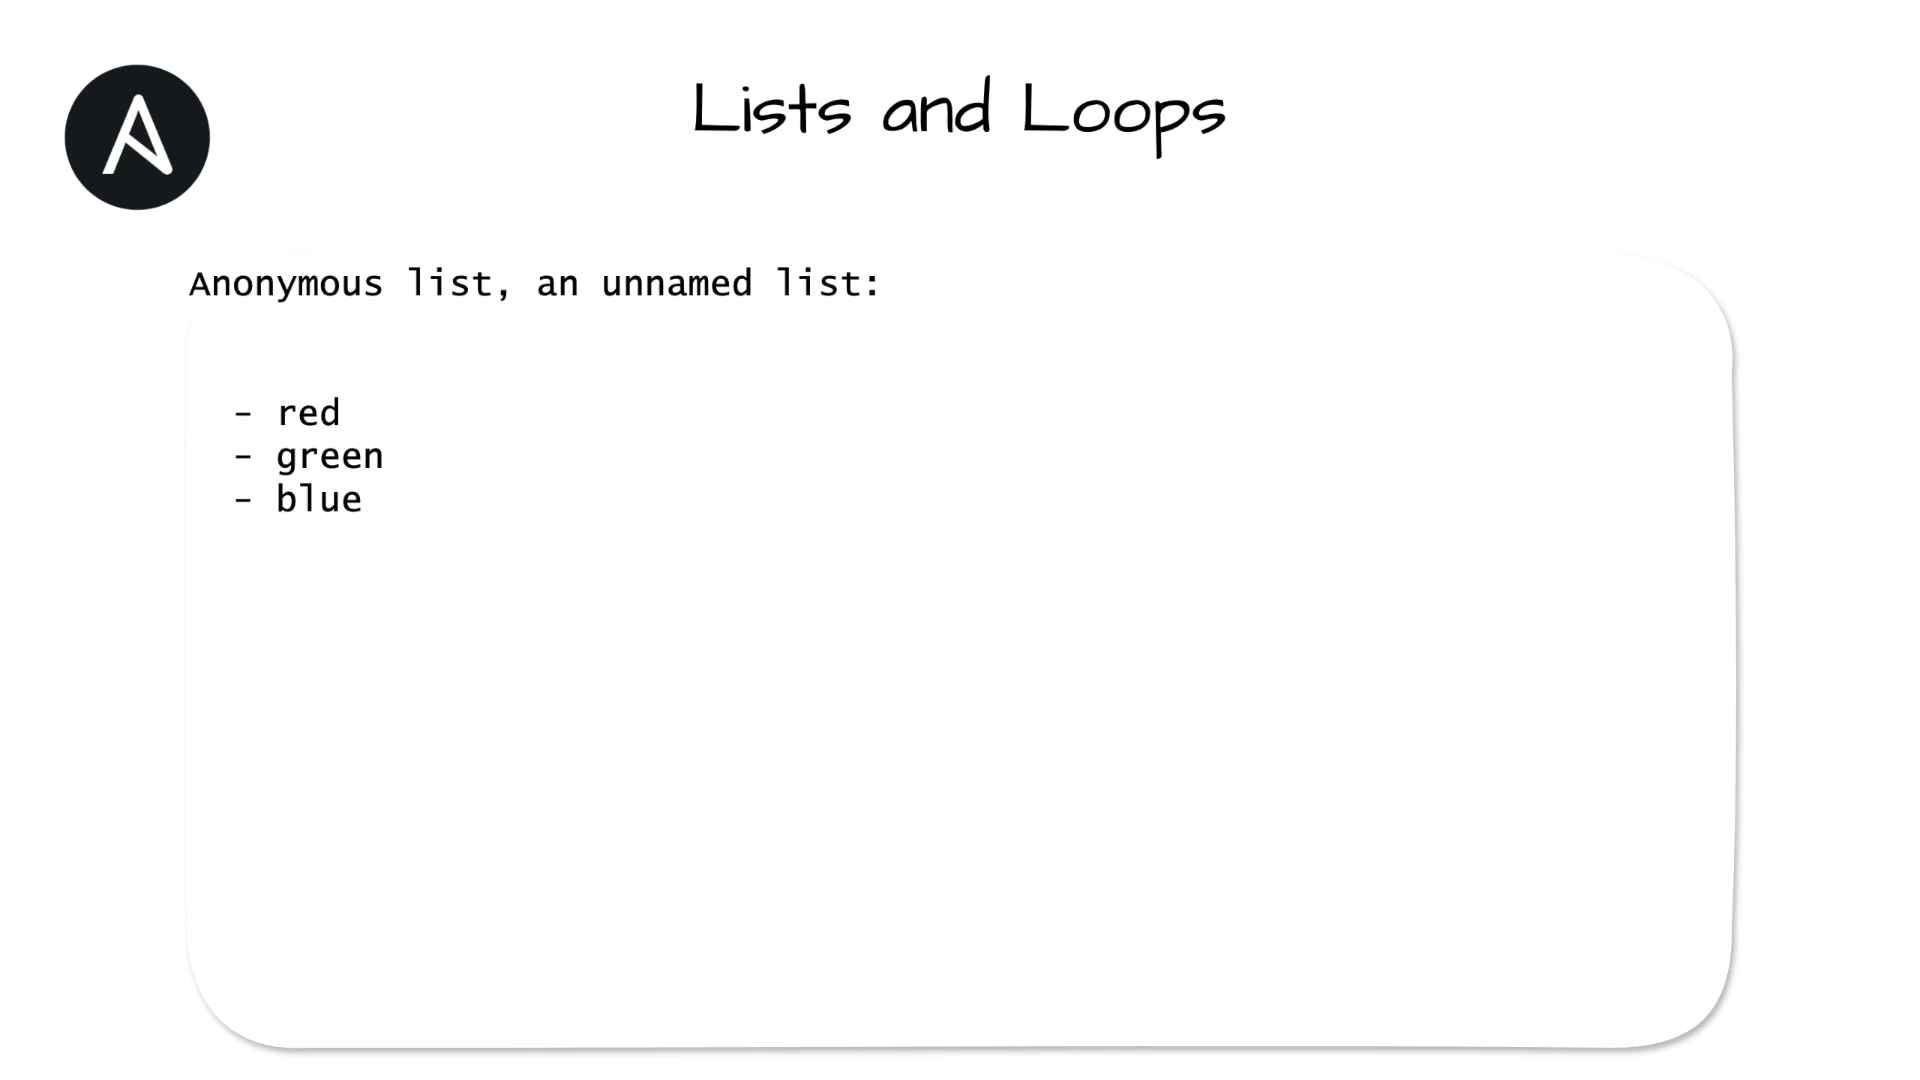 Lists and Loops
Anonymous list, an unnamed list:
- red
- green
- blue